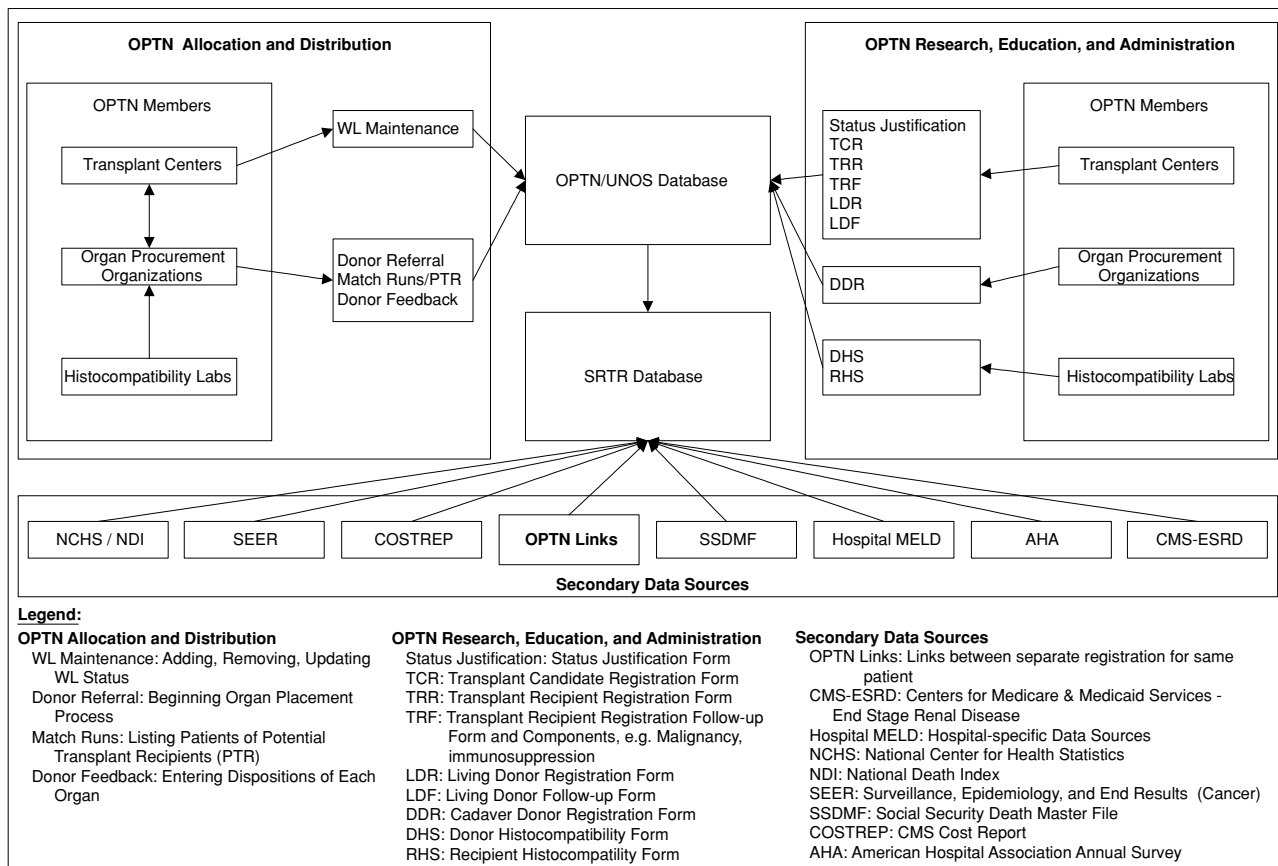 OPTN Allocation and Distribution
OPTN Members
Transplant Centers
Organ Procurement
Organizations
Histocompatibility Labs
WL Maintenance
Donor Referral
Match Runs/PTR
Donor Feedback
OPTN/UNOS Database
SRTR Database
OPTN Research, Education, and Administration
Status Justification
TCR
TRR
TRF
LDR
LDF
DDR
DHS
RHS
OPTN Members
Transplant Centers
Organ Procurement
Organizations
Histocompatibility Labs
NCHS / NDI
SEER
COSTREP
OPTN Links
SSDMF
Hospital MELD
AHA
CMS-ESRD
Secondary Data Sources
Legend:
OPTN Allocation and Distribution
WL Maintenance: Adding, Removing, Updating
WL Status
Donor Referral: Beginning Organ Placement
Process
Match Runs: Listing Patients of Potential
Transplant Recipients (PTR)
Donor Feedback: Entering Dispositions of Each
Organ
OPTN Research, Education, and Administration
Status Justification: Status Justification Form
TCR: Transplant Candidate Registration Form
TRR: Transplant Recipient Registration Form
TRF: Transplant Recipient Registration Follow-up
Form and Components, e.g. Malignancy,
immunosuppression
LDR: Living Donor Registration Form
LDF: Living Donor Follow-up Form
DDR: Cadaver Donor Registration Form
DHS: Donor Histocompatibility Form
RHS: Recipient Histocompatility Form
Secondary Data Sources
OPTN Links: Links between separate registration for same
patient
CMS-ESRD: Centers for Medicare & Medicaid Services -
End Stage Renal Disease
Hospital MELD: Hospital-specific Data Sources
NCHS: National Center for Health Statistics
NDI: National Death Index
SEER: Surveillance, Epidemiology, and End Results (Cancer)
SSDMF: Social Security Death Master File
COSTREP: CMS Cost Report
AHA: American Hospital Association Annual Survey